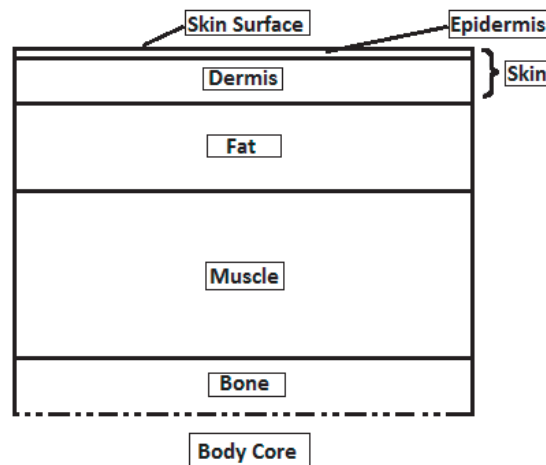 Skin Surface
Epidermis
Dermis
Skin
Fat
Muscle
Bone
Body Core